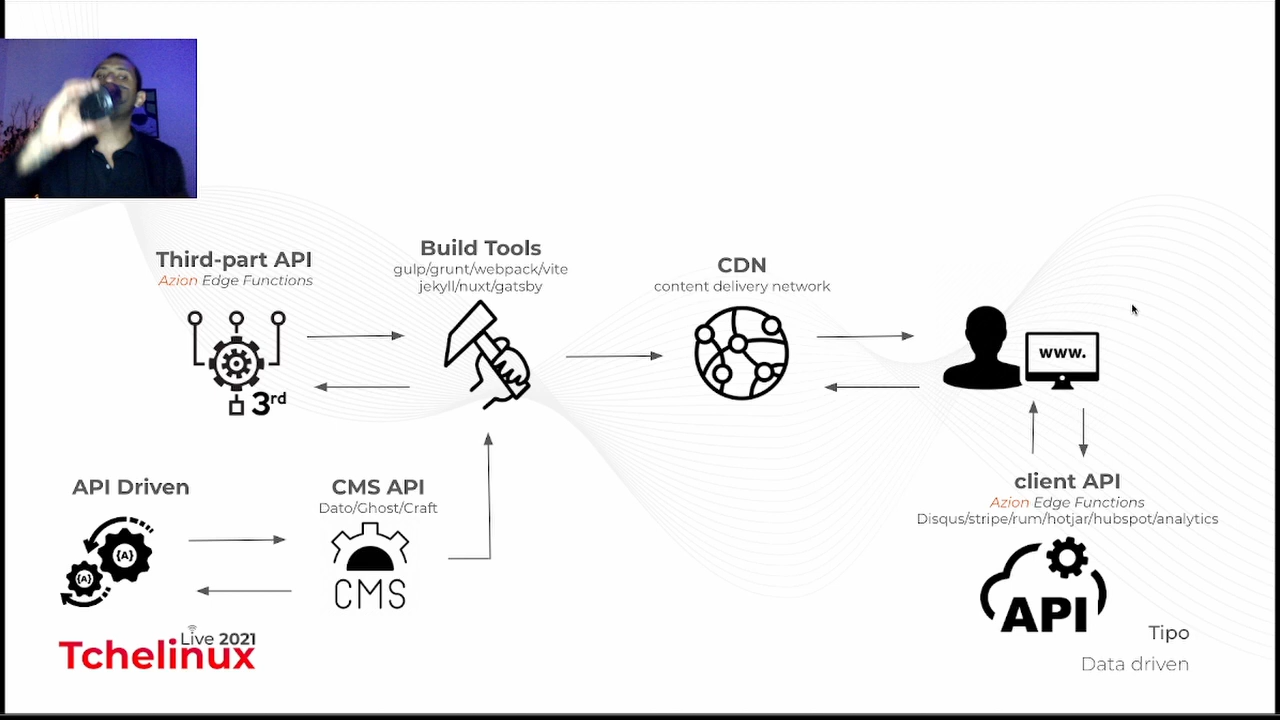 Third-part API
Azion Edge Functions
3rd
Build Tools
gulp/grunt/webpack/vite
jekyll/nuxt/gatsby
CDN
content delivery network
www.
API Driven
{A}
{A}
CMS API
Dato/Ghost/Craft
CMS
client API
Azion Edge Functions
Disqus/stripe/rum/hotjar/hubspot/analytics
API
Live 2021
Tchelinux
Tipo
Data driven